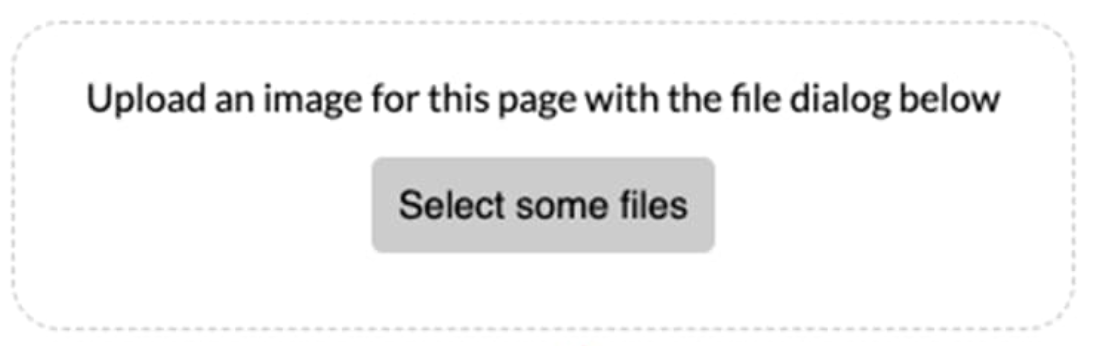 Upload an image for this page with the file dialog below
Select some files